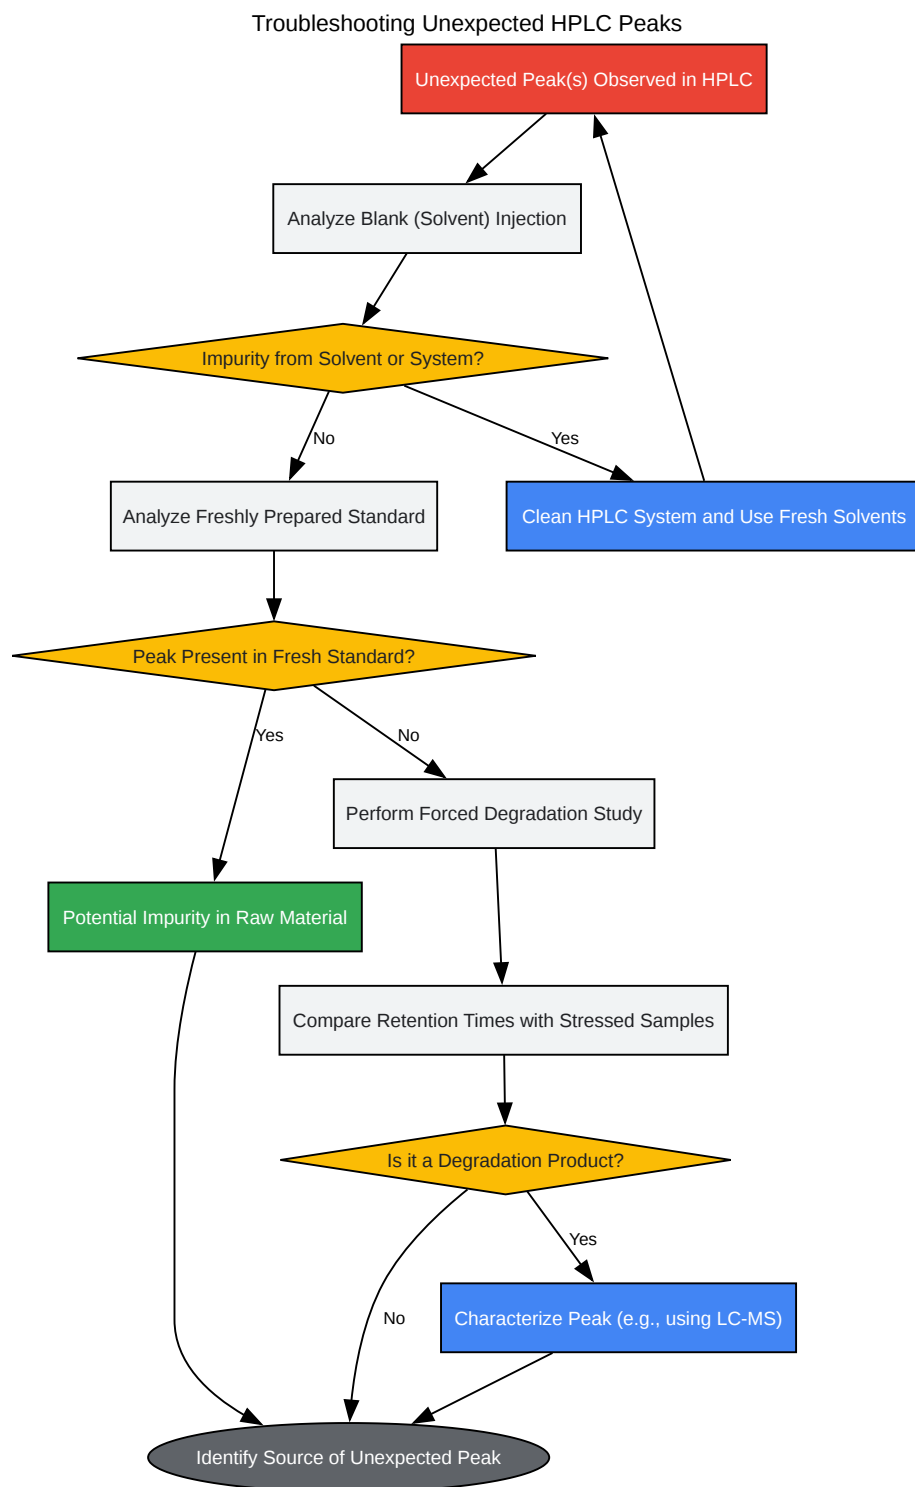 Troubleshooting Unexpected HPLC Peaks
Unexpected Peak(s) Observed in HPLC
Analyze Blank (Solvent) Injection
Impurity from Solvent or System?
No
Yes
Analyze Freshly Prepared Standard
Clean HPLC System and Use Fresh Solvents
Peak Present in Fresh Standard?
Yes
No
Perform Forced Degradation Study
Potential Impurity in Raw Material
Compare Retention Times with Stressed Samples
Is it a Degradation Product?
Yes
No
Characterize Peak (e.g., using LC-MS)
Identify Source of Unexpected Peak